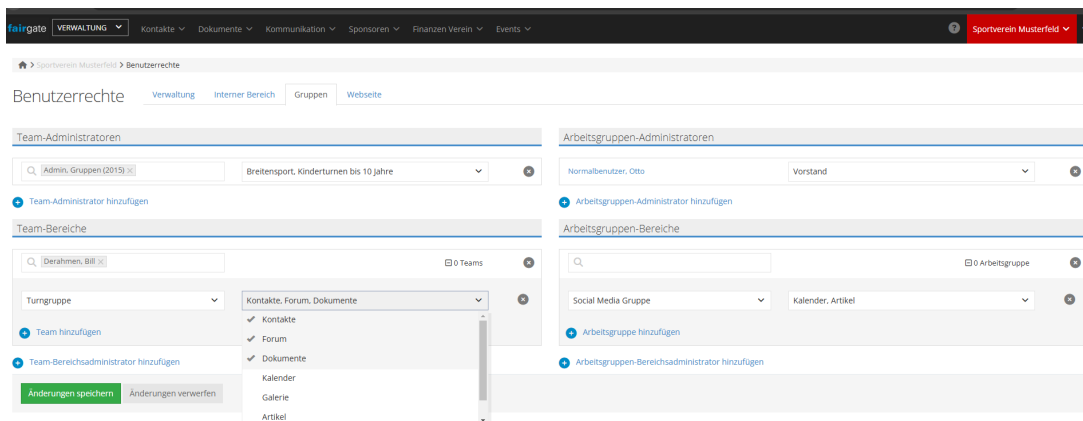 fairgate VERWALTUNG Kontakte Dokumente Kommunikation Sponsoren Finanzen Verein Events ? Sportverein Musterfeld
> Sportverein Musterfeld > Benutzerrechte
Benutzerrechte Verwaltung Interner Bereich Gruppen Webseite
Team-Administratoren
Admin, Gruppen (2015) × Breitensport, Kinderturnen bis 10 Jahre
Team-Administrator hinzufügen
Team-Bereiche
Derahmen, Bill × 0 Teams
Turngruppe Kontakte, Forum, Dokumente
Kontakte
Forum
Dokumente
Kalender
Galerie
Artikel
Team hinzufügen
Team-Bereichsadministrator hinzufügen
Änderungen speichern Änderungen verwerfen
Arbeitsgruppen-Administratoren
Normalbenutzer, Otto Vorstand
Arbeitsgruppen-Administrator hinzufügen
Arbeitsgruppen-Bereiche
0 Arbeitsgruppe
Social Media Gruppe Kalender, Artikel
Arbeitsgruppe hinzufügen
Arbeitsgruppen-Bereichsadministrator hinzufügen